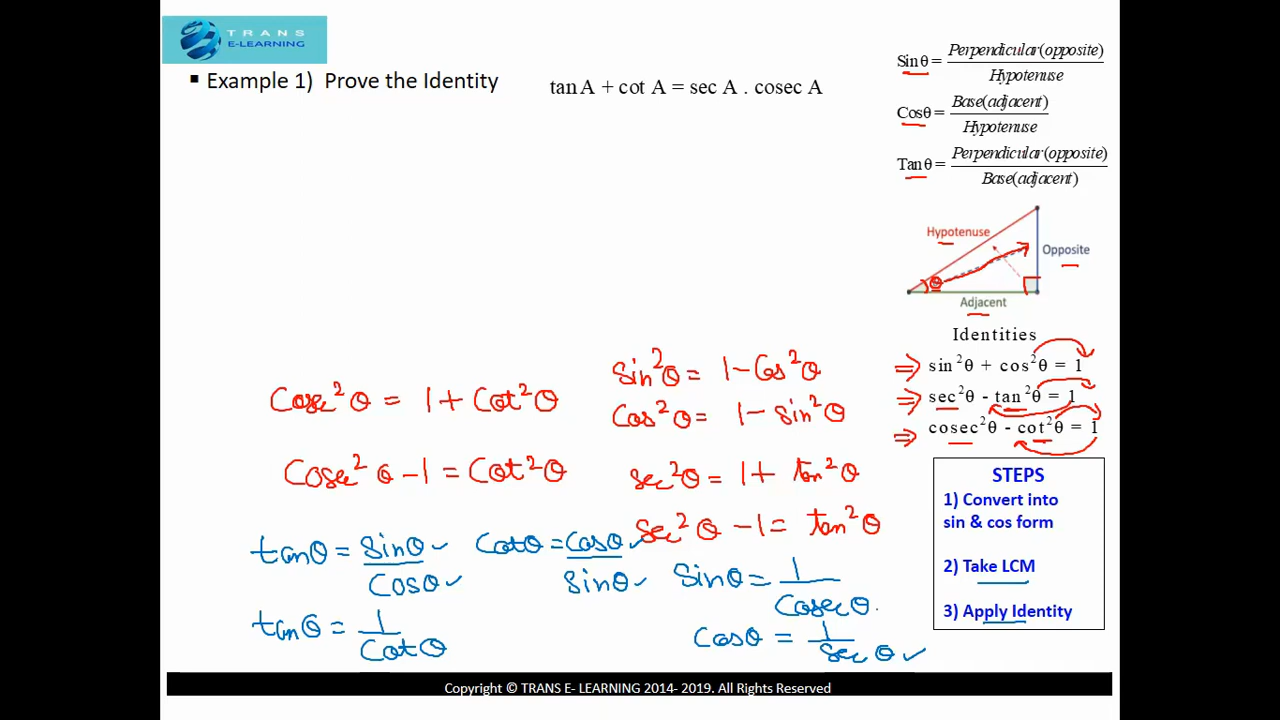 TRANS
E-LEARNING
▪ Example 1) Prove the Identity
tan A + cot A = sec A . cosec A
Sinθ = Perpendicular(opposite) / Hypotenuse
Cosθ = Base(adjacent) / Hypotenuse
Tanθ = Perpendicular(opposite) / Base(adjacent)
Hypotenuse
Opposite
θ
Adjacent
Identities
⇒ sin²θ + cos²θ = 1
⇒ sec²θ - tan²θ = 1
⇒ cosec²θ - cot²θ = 1
STEPS
1) Convert into
sin & cos form
2) Take LCM
3) Apply Identity
Cosec²θ = 1 + Cot²θ
Cosec²θ - 1 = Cot²θ
Sin²θ = 1 - Cos²θ
Cos²θ = 1 - sin²θ
sec²θ = 1 + tan²θ
sec²θ - 1 = tan²θ
tanθ = sinθ / Cosθ
Cotθ = Cosθ / Sinθ
Sinθ = 1 / Cosecθ
tanθ = 1 / Cotθ
Cosθ = 1 / Secθ
Copyright © TRANS E- LEARNING 2014- 2019. All Rights Reserved